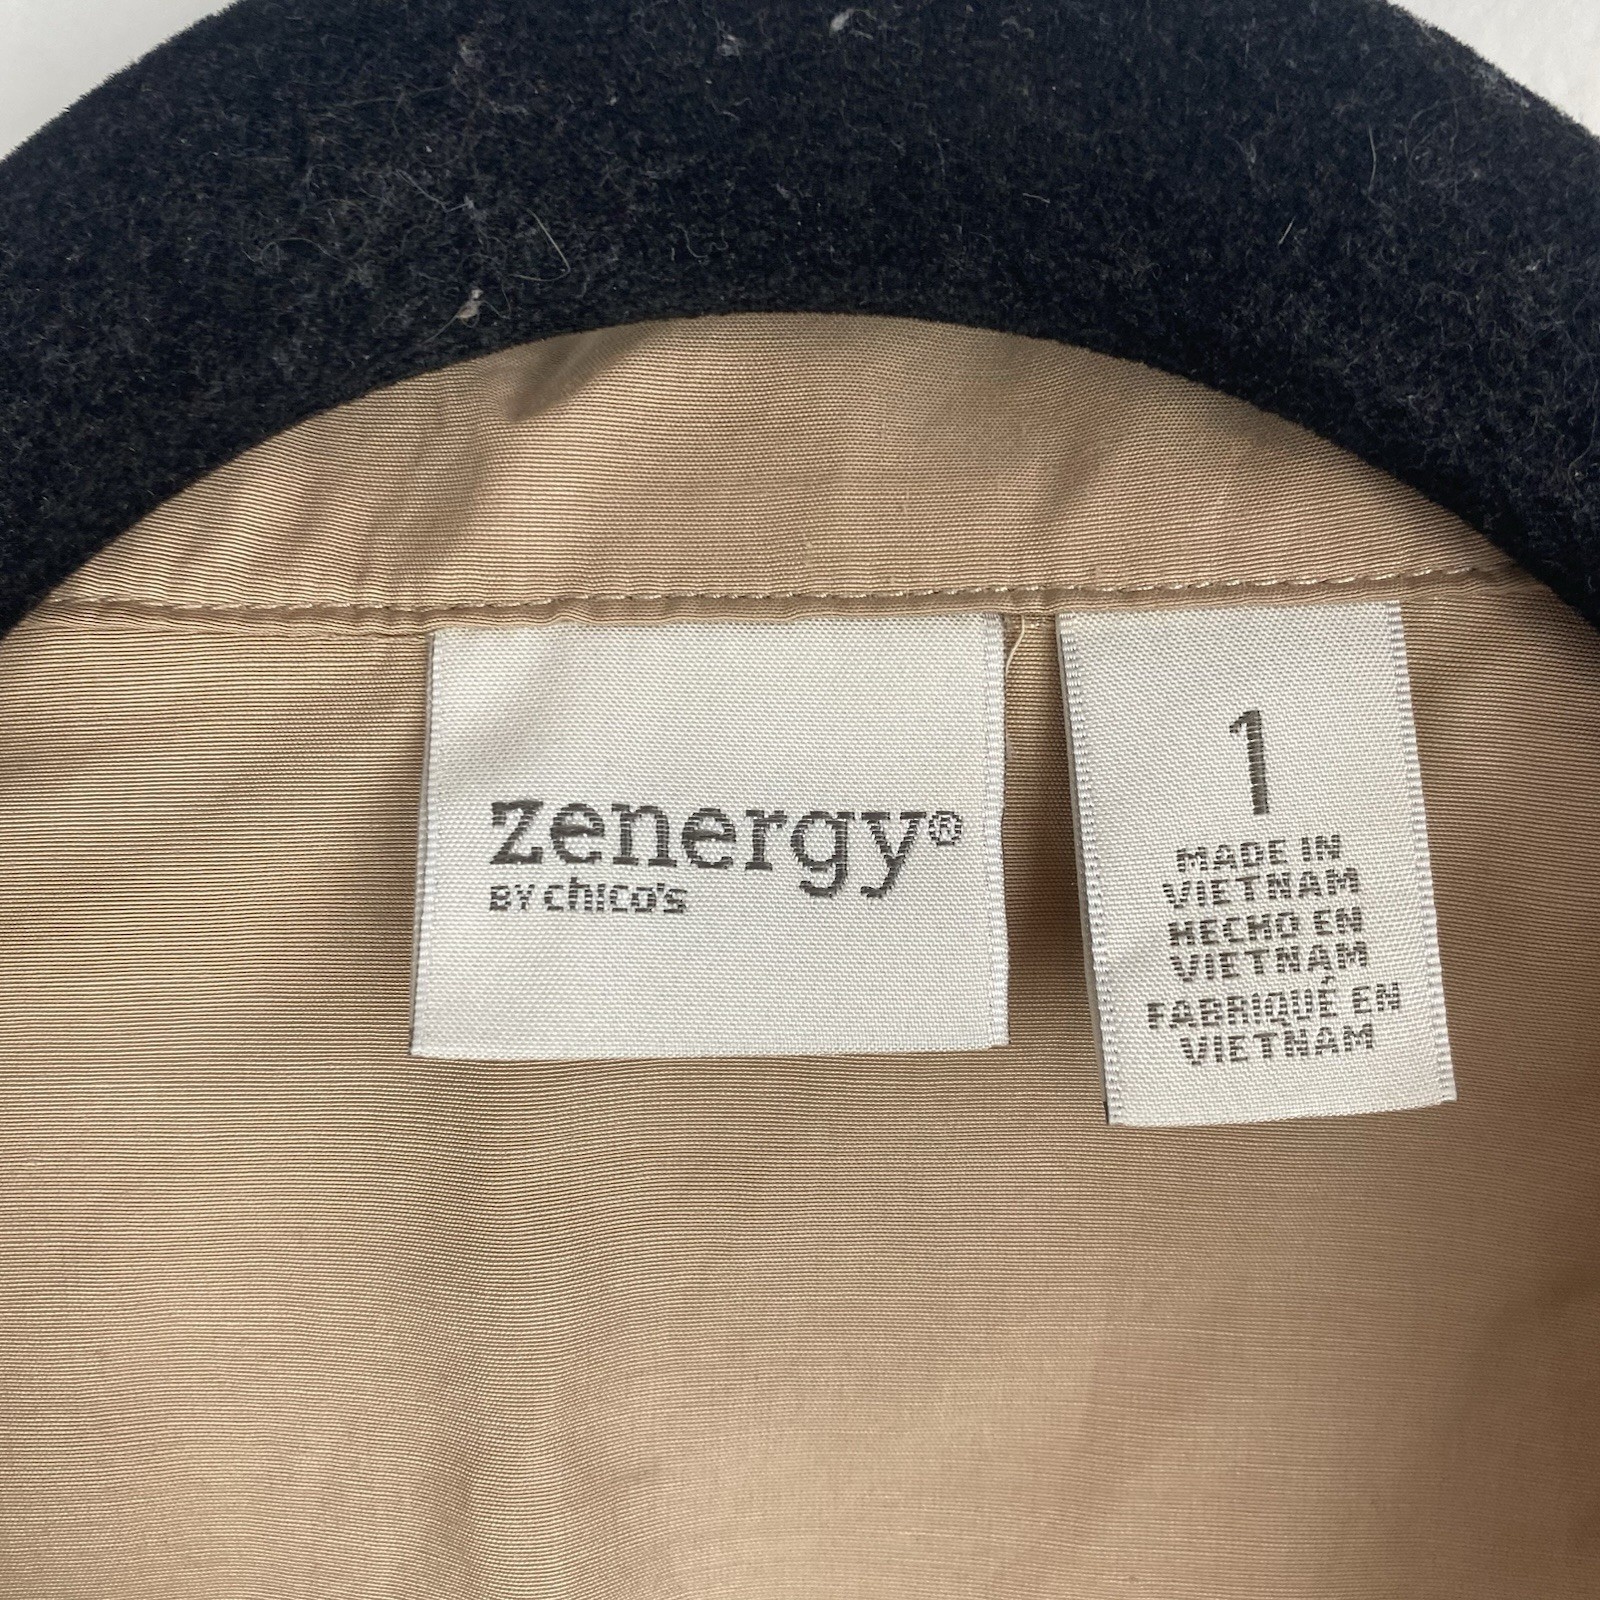 zenergy®
BY chico's
1
MADE IN
VIETNAM
HECHO EN
VIETNAM
FABRIQUÉ EN
VIETNAM